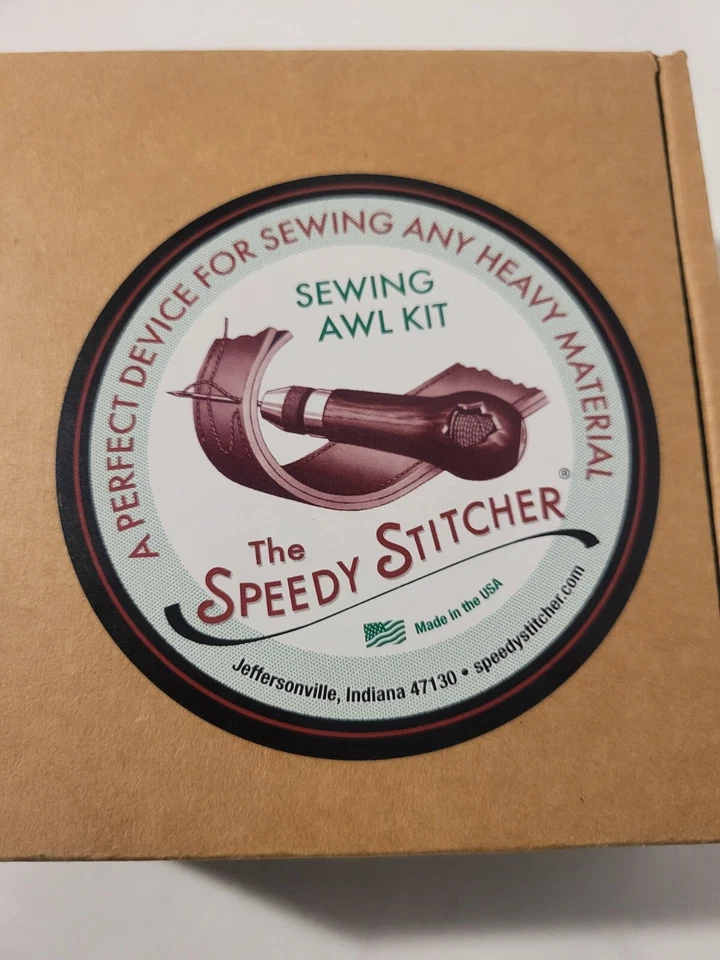 A PERFECT DEVICE FOR SEWING ANY HEAVY MATERIAL
SEWING
AWL KIT
The
SPEEDY STITCHER®
Made in the USA
Jeffersonville, Indiana 47130 • speedystitcher.com